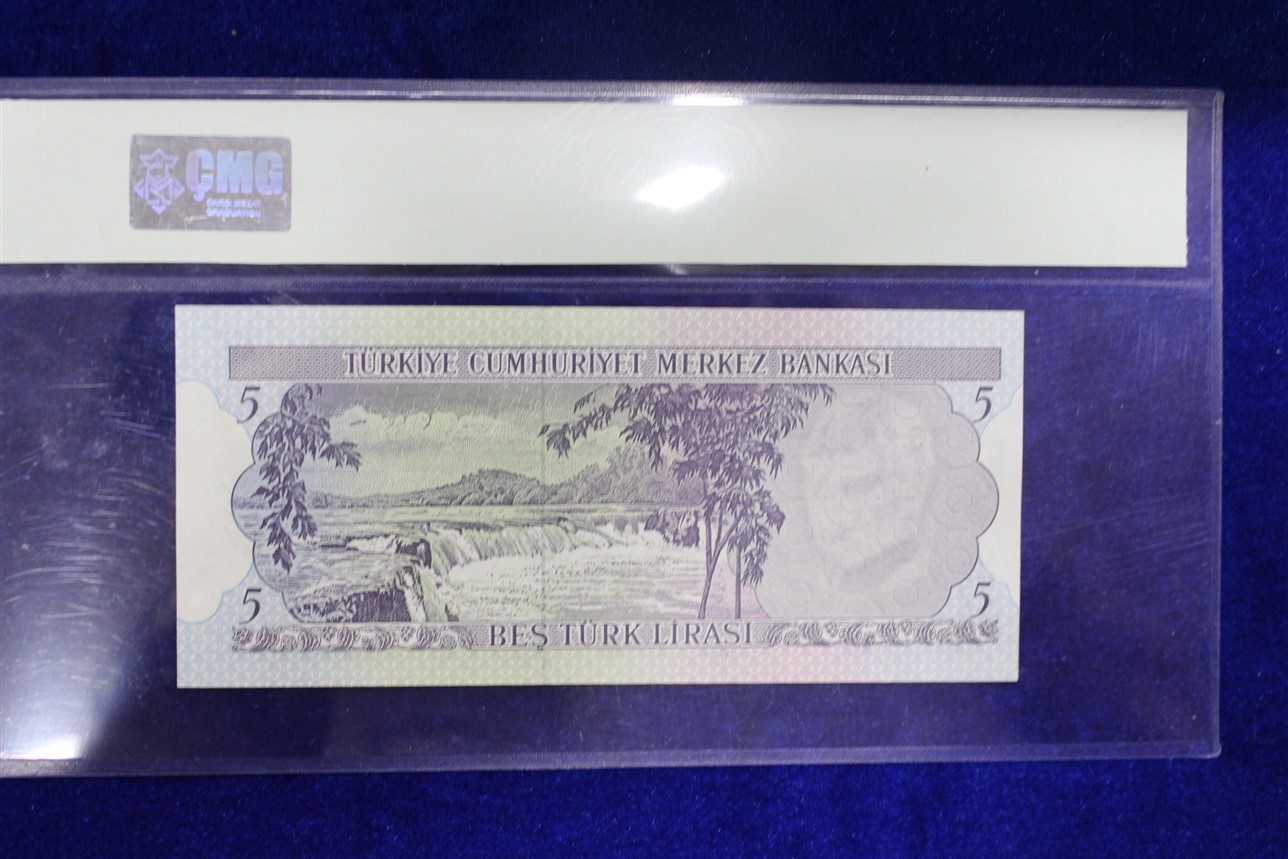 ÇMG
TÜRKİYE CUMHURİYET MERKEZ BANKASI
5 5
5 5
BEŞ TÜRK LİRASI